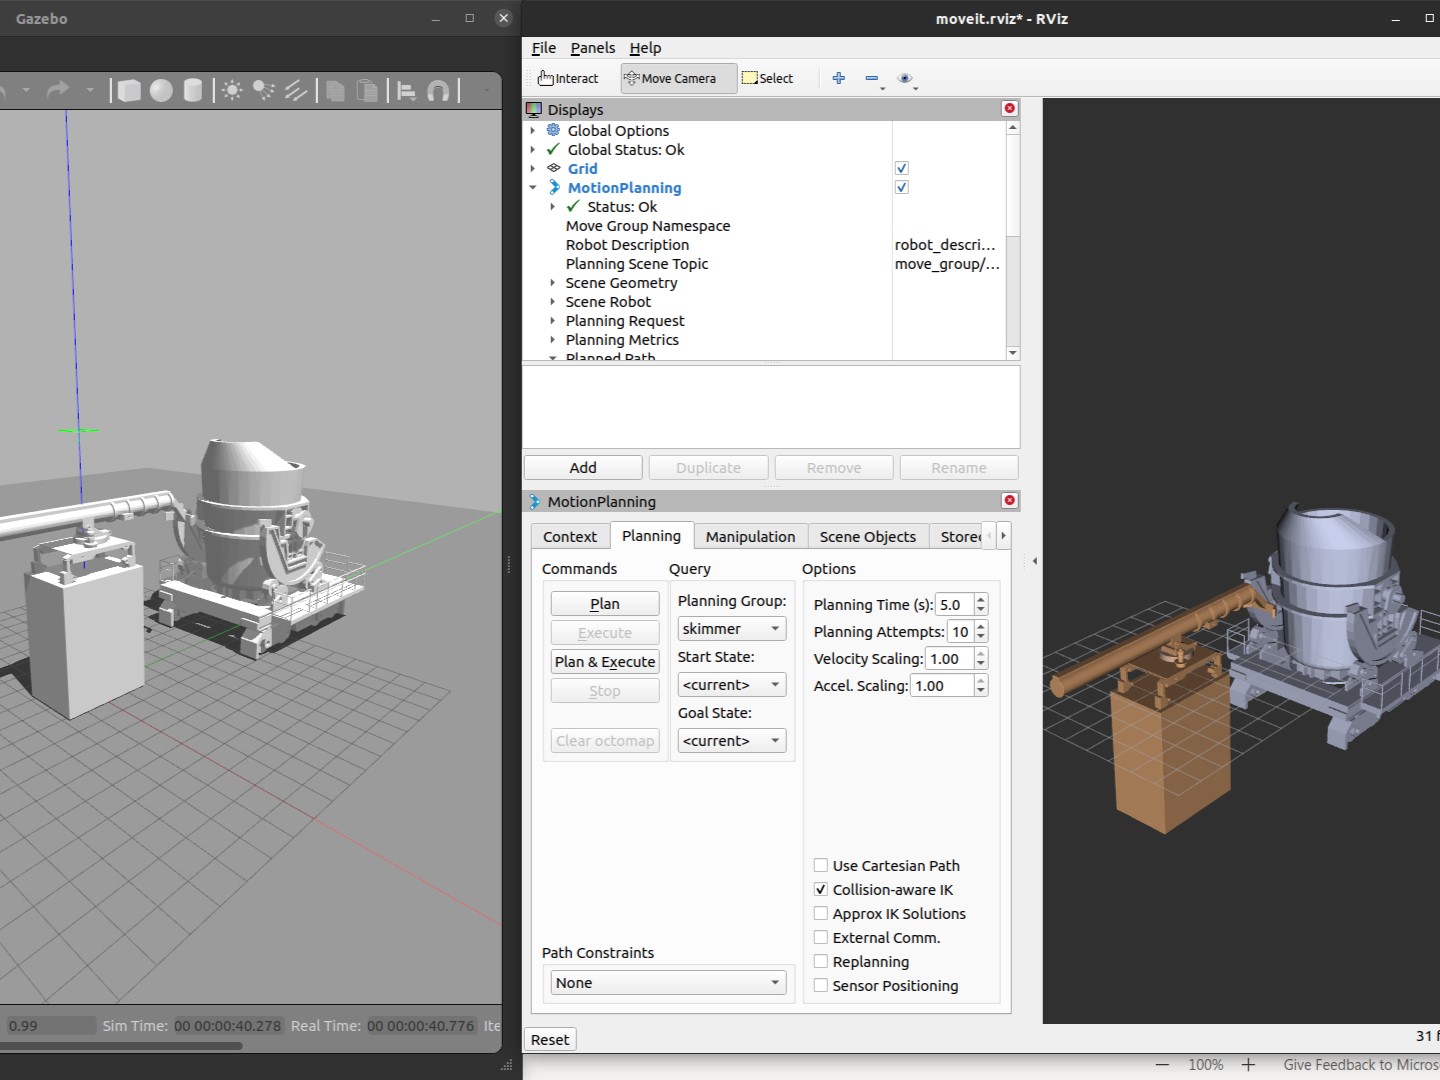 Gazebo
moveit.rviz* - RViz
File Panels Help
Interact Move Camera Select
Displays
Global Options
Global Status: Ok
Grid
MotionPlanning
Status: Ok
Move Group Namespace
Robot Description robot_descri...
Planning Scene Topic move_group/...
Scene Geometry
Scene Robot
Planning Request
Planning Metrics
Planned Path
Add Duplicate Remove Rename
MotionPlanning
Context Planning Manipulation Scene Objects Store
Commands Query Options
Plan
Execute
Plan & Execute
Stop
Clear octomap
Planning Group:
skimmer
Start State:
<current>
Goal State:
<current>
Planning Time (s): 5.0
Planning Attempts: 10
Velocity Scaling: 1.00
Accel. Scaling: 1.00
Use Cartesian Path
Collision-aware IK
Approx IK Solutions
External Comm.
Replanning
Sensor Positioning
Path Constraints
None
0.99 Sim Time: 00 00:00:40.278 Real Time: 00 00:00:40.776 Ite
Reset
31 f
100% Give Feedback to Micros